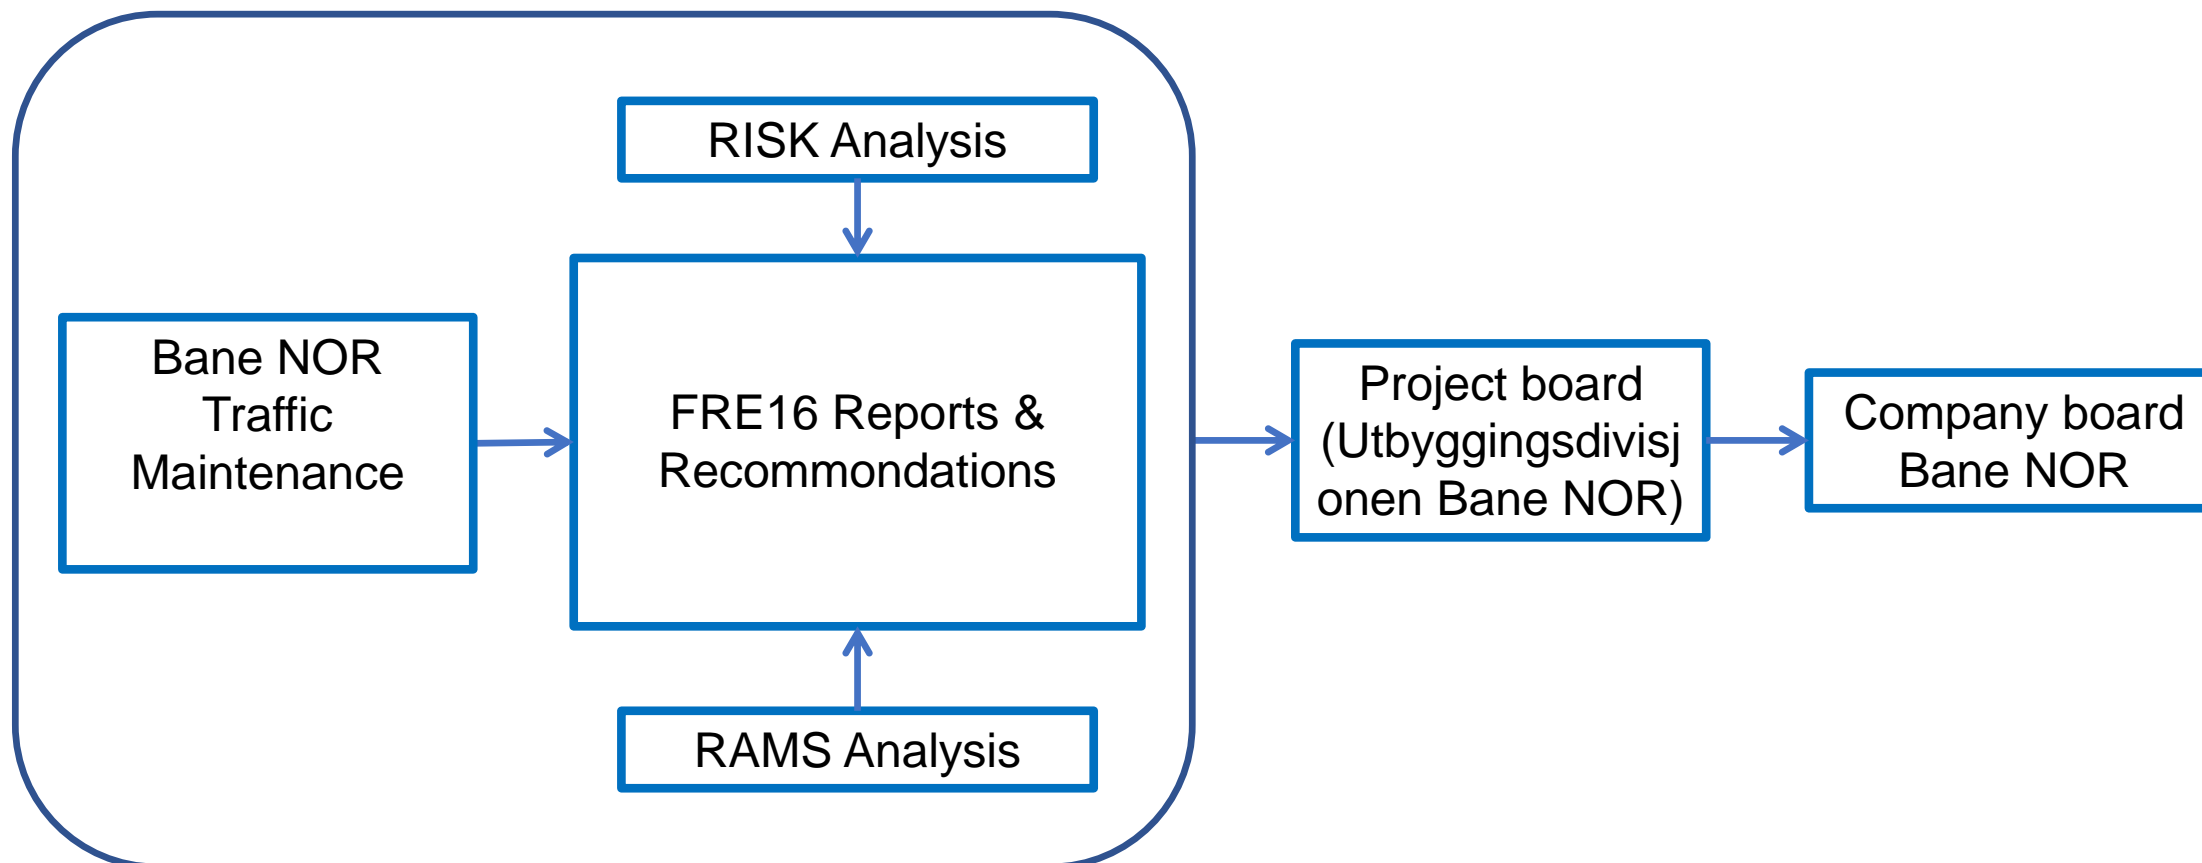 RISK Analysis
Bane NOR
Traffic
Maintenance
FRE16 Reports &
Recommondations
RAMS Analysis
Project board
(Utbyggingsdivisj
onen Bane NOR)
Company board
Bane NOR